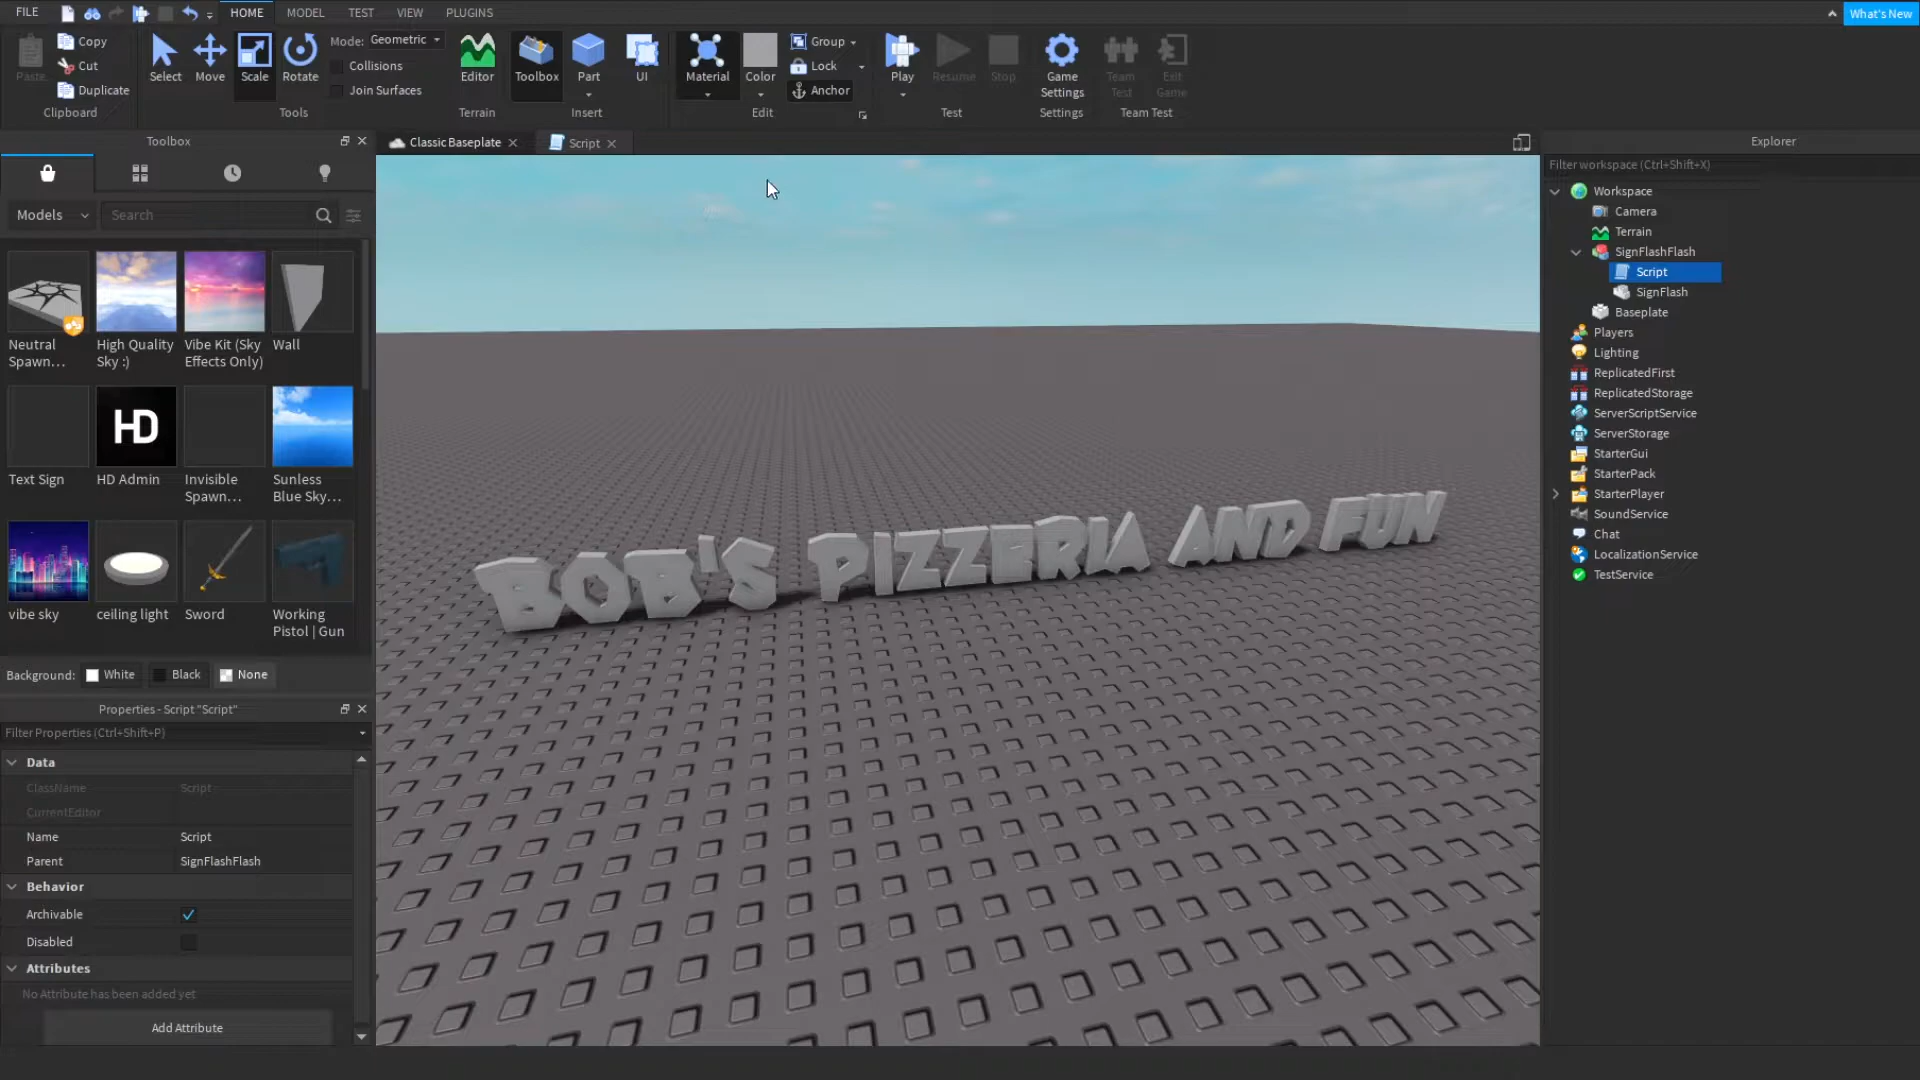 FILE
HOME
MODEL
TEST
VIEW
PLUGINS
What's New
Paste
Copy
Cut
Duplicate
Clipboard
Select
Move
Scale
Rotate
Mode: Geometric
Collisions
Join Surfaces
Tools
Editor
Terrain
Toolbox
Part
UI
Insert
Material
Color
Group
Lock
Anchor
Edit
Play
Resume
Stop
Test
Game
Settings
Settings
Team
Test
Exit
Game
Team Test
Toolbox
Models
Search
Neutral
Spawn...
High Quality
Sky :)
Vibe Kit (Sky
Effects Only)
Wall
Text Sign
HD
HD Admin
Invisible
Spawn...
Sunless
Blue Sky...
vibe sky
ceiling light
Sword
Working
Pistol | Gun
Background: White Black None
Properties - Script "Script"
Filter Properties (Ctrl+Shift+P)
Data
ClassName Script
CurrentEditor
Name Script
Parent SignFlashFlash
Behavior
Archivable
Disabled
Attributes
No Attribute has been added yet
Add Attribute
Classic Baseplate
Script
BOB'S PIZZERIA AND FUN
Explorer
Filter workspace (Ctrl+Shift+X)
Workspace
Camera
Terrain
SignFlashFlash
Script
SignFlash
Baseplate
Players
Lighting
ReplicatedFirst
ReplicatedStorage
ServerScriptService
ServerStorage
StarterGui
StarterPack
StarterPlayer
SoundService
Chat
LocalizationService
TestService